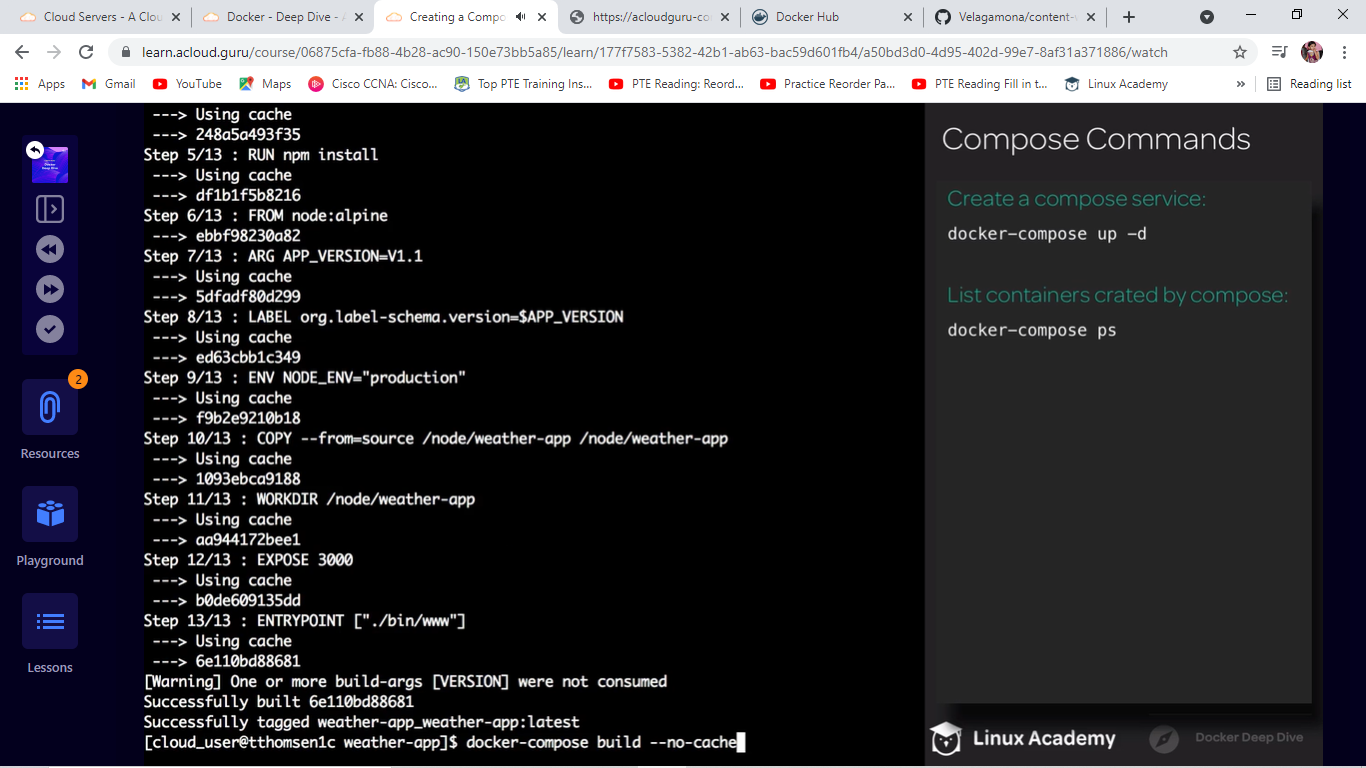 Cloud Servers - A Clou
Docker - Deep Dive - A
Creating a Compo
https://acloudguru-co
Docker Hub
Velagamona/content-
learn.acloud.guru/course/06875cfa-fb88-4b28-ac90-150e73bb5a85/learn/177f7583-5382-42b1-ab63-bac59d601fb4/a50bd3d0-4d95-402d-99e7-8af31a371886/watch
Apps
Gmail
YouTube
Maps
Cisco CCNA: Cisco...
Top PTE Training Ins...
PTE Reading: Reord...
Practice Reorder Pa...
PTE Reading Fill in t...
Linux Academy
»
Reading list
Docker
Deep Dive
2
Resources
Playground
Lessons
---> Using cache
---> 248a5a493f35
Step 5/13 : RUN npm install
---> Using cache
---> df1b1f5b8216
Step 6/13 : FROM node:alpine
---> ebbf98230a82
Step 7/13 : ARG APP_VERSION=V1.1
---> Using cache
---> 5dfadf80d299
Step 8/13 : LABEL org.label-schema.version=$APP_VERSION
---> Using cache
---> ed63cbb1c349
Step 9/13 : ENV NODE_ENV="production"
---> Using cache
---> f9b2e9210b18
Step 10/13 : COPY --from=source /node/weather-app /node/weather-app
---> Using cache
---> 1093ebca9188
Step 11/13 : WORKDIR /node/weather-app
---> Using cache
---> aa944172bee1
Step 12/13 : EXPOSE 3000
---> Using cache
---> b0de609135dd
Step 13/13 : ENTRYPOINT ["./bin/www"]
---> Using cache
---> 6e110bd88681
[Warning] One or more build-args [VERSION] were not consumed
Successfully built 6e110bd88681
Successfully tagged weather-app_weather-app:latest
[cloud_user@tthomsen1c weather-app]$ docker-compose build --no-cache
Compose Commands
Create a compose service:
docker-compose up -d
List containers crated by compose:
docker-compose ps
Linux Academy
Docker Deep Dive